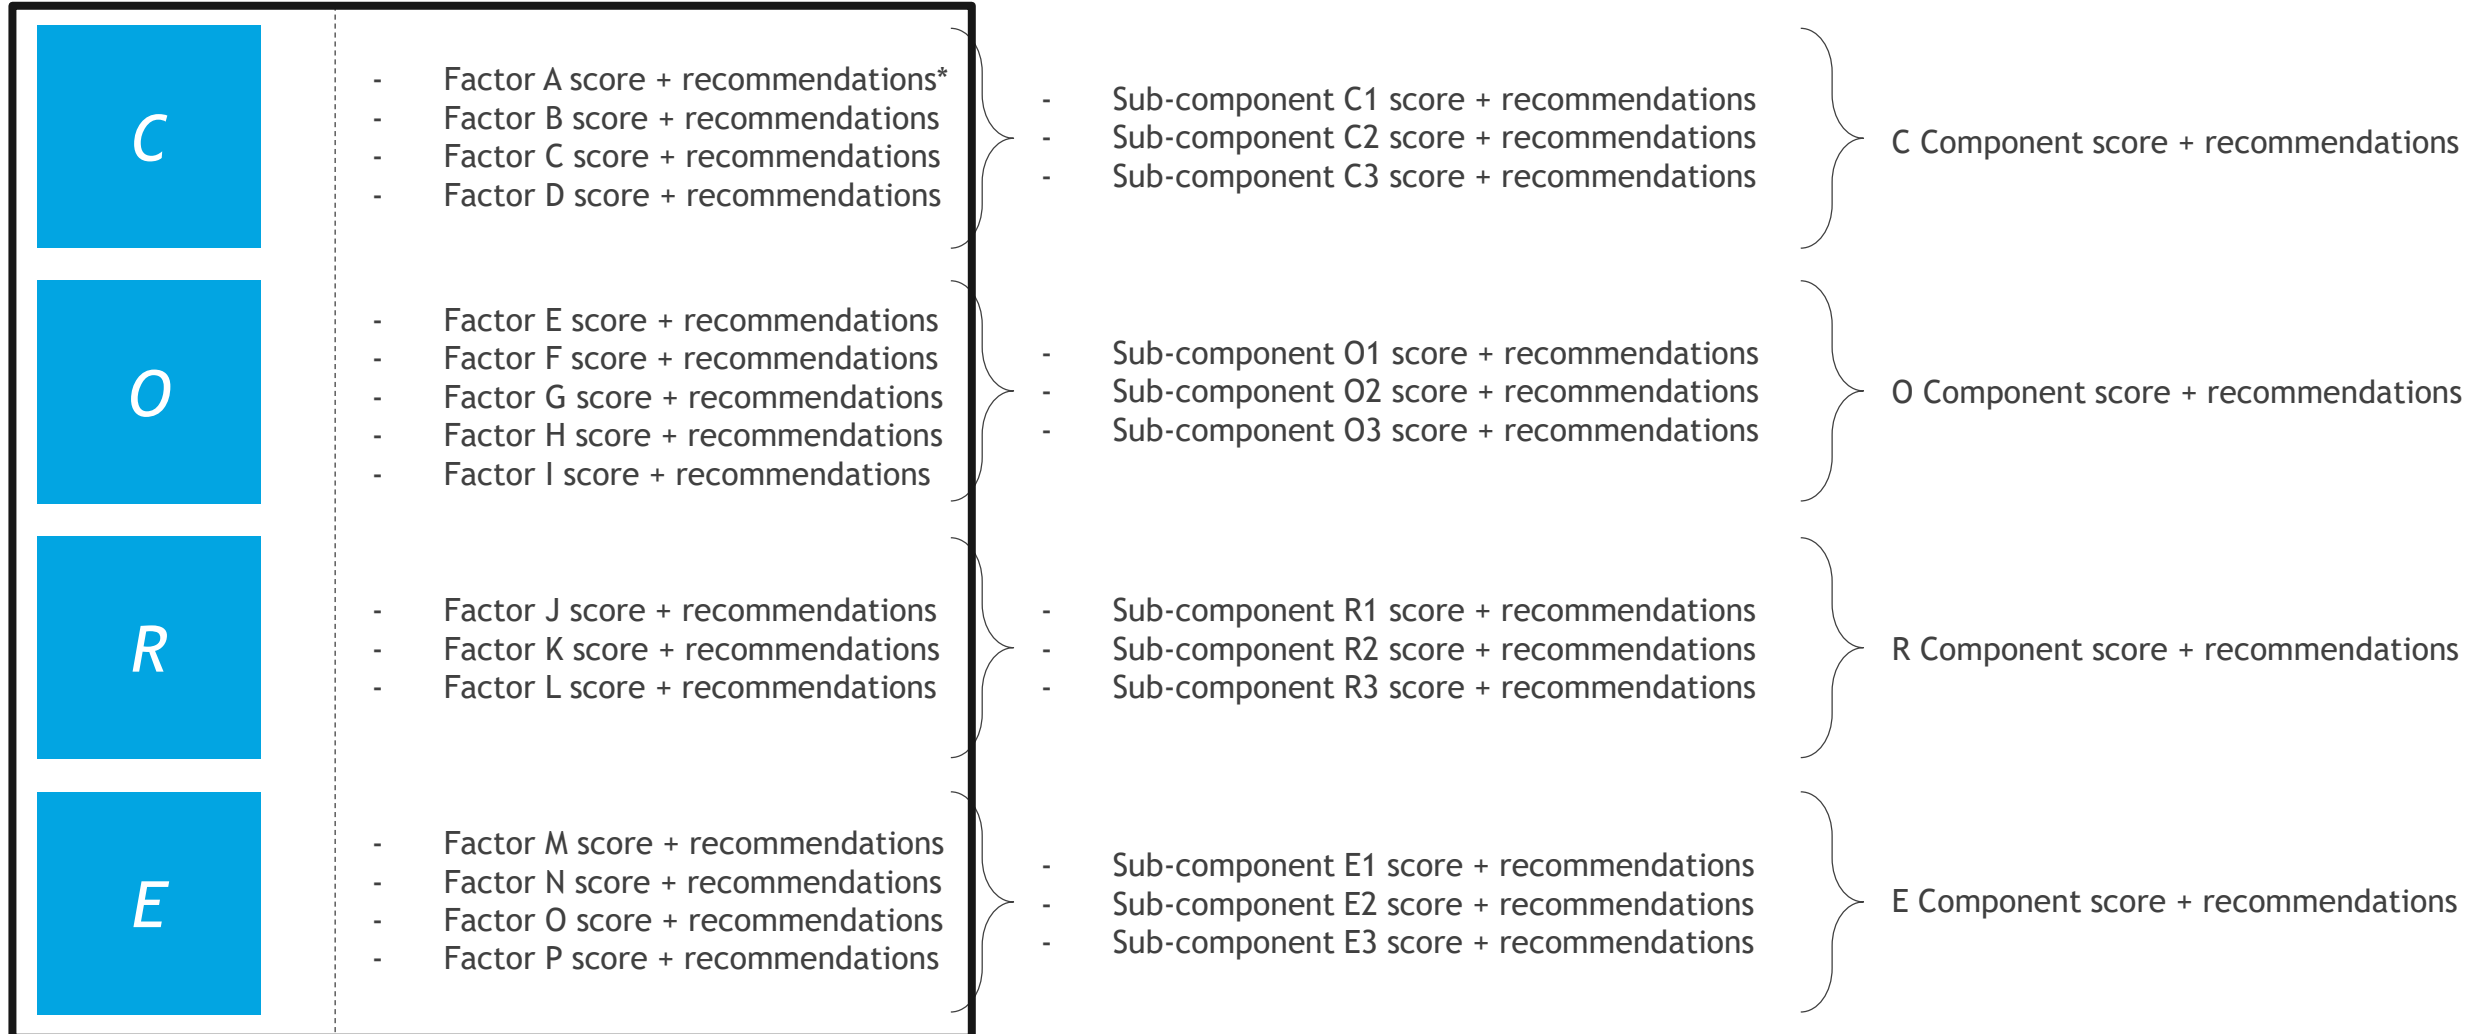 C
- Factor A score + recommendations*
- Factor B score + recommendations
- Factor C score + recommendations
- Factor D score + recommendations
- Sub-component C1 score + recommendations
- Sub-component C2 score + recommendations
- Sub-component C3 score + recommendations
C Component score + recommendations
O
- Factor E score + recommendations
- Factor F score + recommendations
- Factor G score + recommendations
- Factor H score + recommendations
- Factor I score + recommendations
- Sub-component O1 score + recommendations
- Sub-component O2 score + recommendations
- Sub-component O3 score + recommendations
O Component score + recommendations
R
- Factor J score + recommendations
- Factor K score + recommendations
- Factor L score + recommendations
- Sub-component R1 score + recommendations
- Sub-component R2 score + recommendations
- Sub-component R3 score + recommendations
R Component score + recommendations
E
- Factor M score + recommendations
- Factor N score + recommendations
- Factor O score + recommendations
- Factor P score + recommendations
- Sub-component E1 score + recommendations
- Sub-component E2 score + recommendations
- Sub-component E3 score + recommendations
E Component score + recommendations